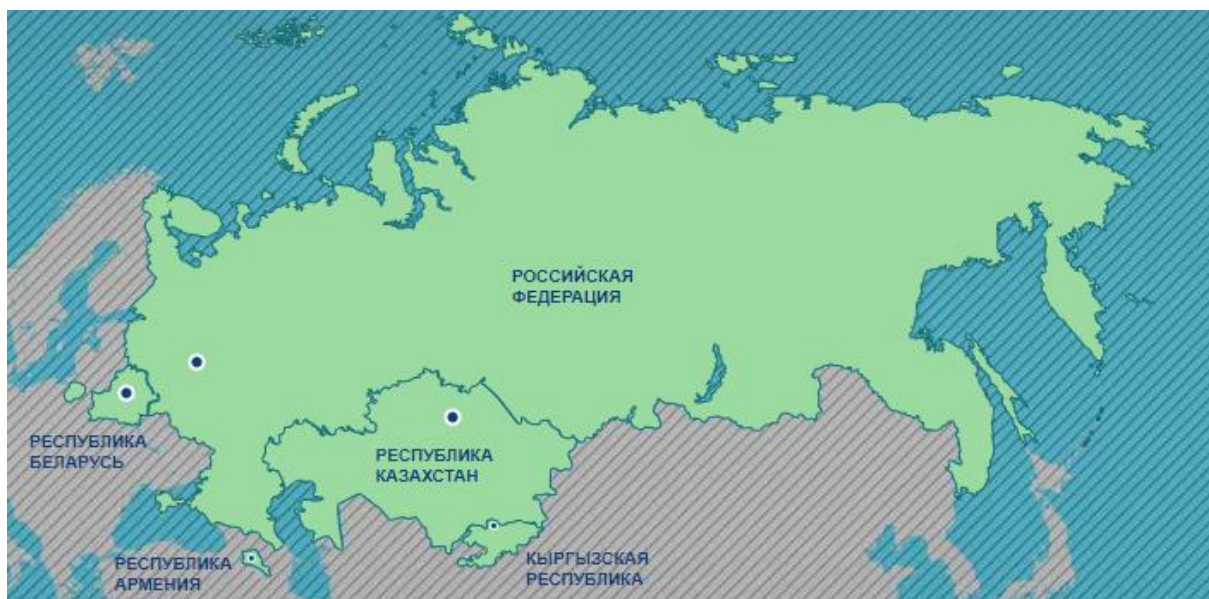 РОССИЙСКАЯ
ФЕДЕРАЦИЯ
РЕСПУБЛИКА
БЕЛАРУСЬ
РЕСПУБЛИКА
КАЗАХСТАН
РЕСПУБЛИКА
АРМЕНИЯ
КЫРГЫЗСКАЯ
РЕСПУБЛИКА